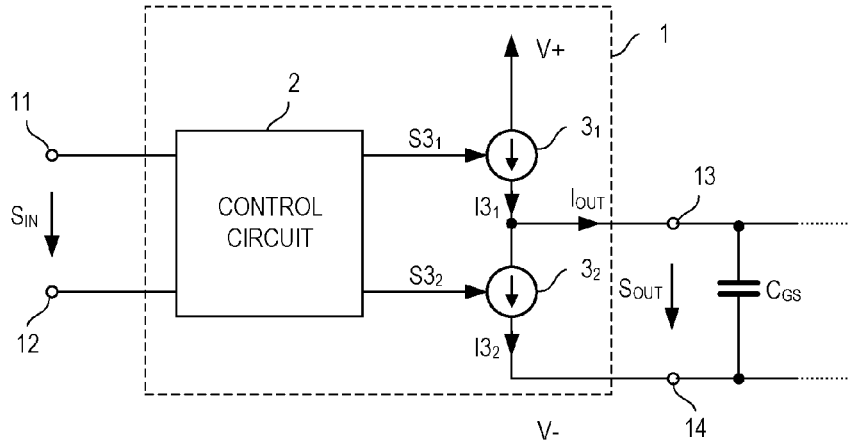 1
V+
2
11
S3₁
3₁
I3₁
I_OUT
13
S_IN
CONTROL
CIRCUIT
S3₂
3₂
S_OUT
C_GS
12
I3₂
14
V-